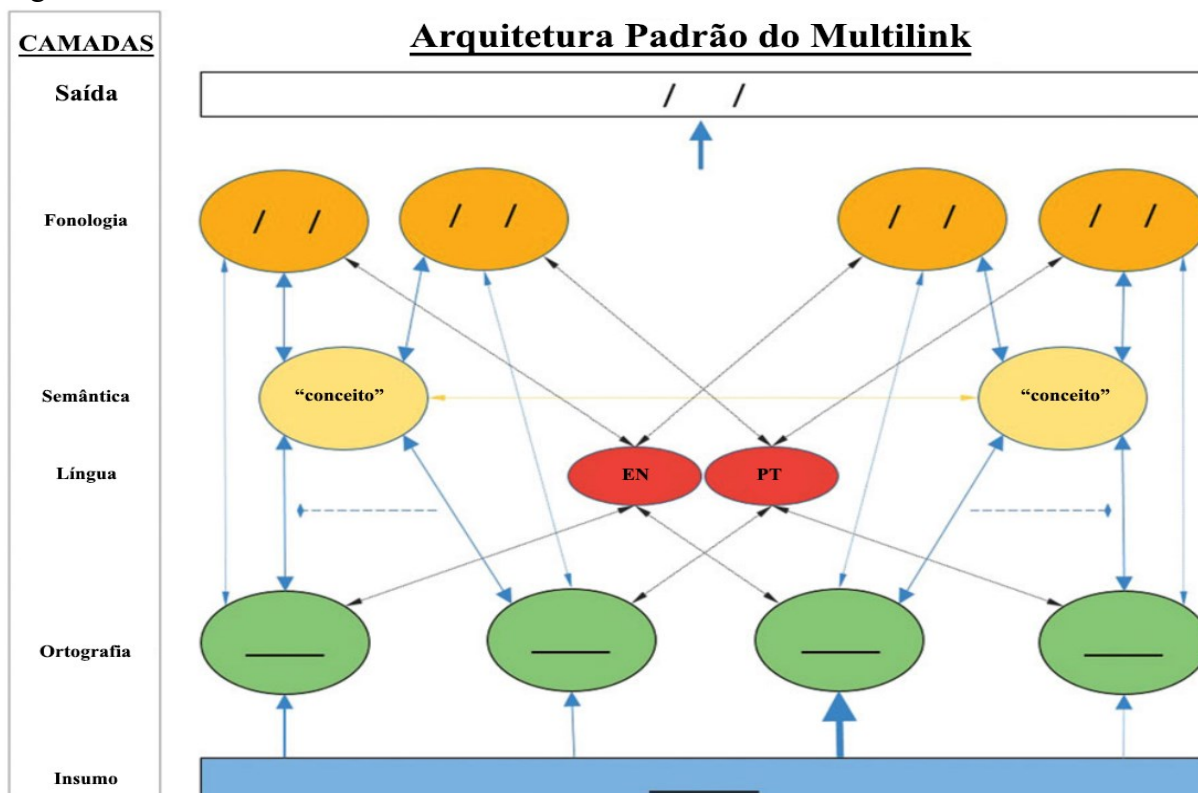 CAMADAS
Arquitetura Padrão do Multilink
Saída
/ /
Fonologia
/ / / / / / / /
Semântica
“conceito” “conceito”
Língua
EN PT
Ortografia
Insumo